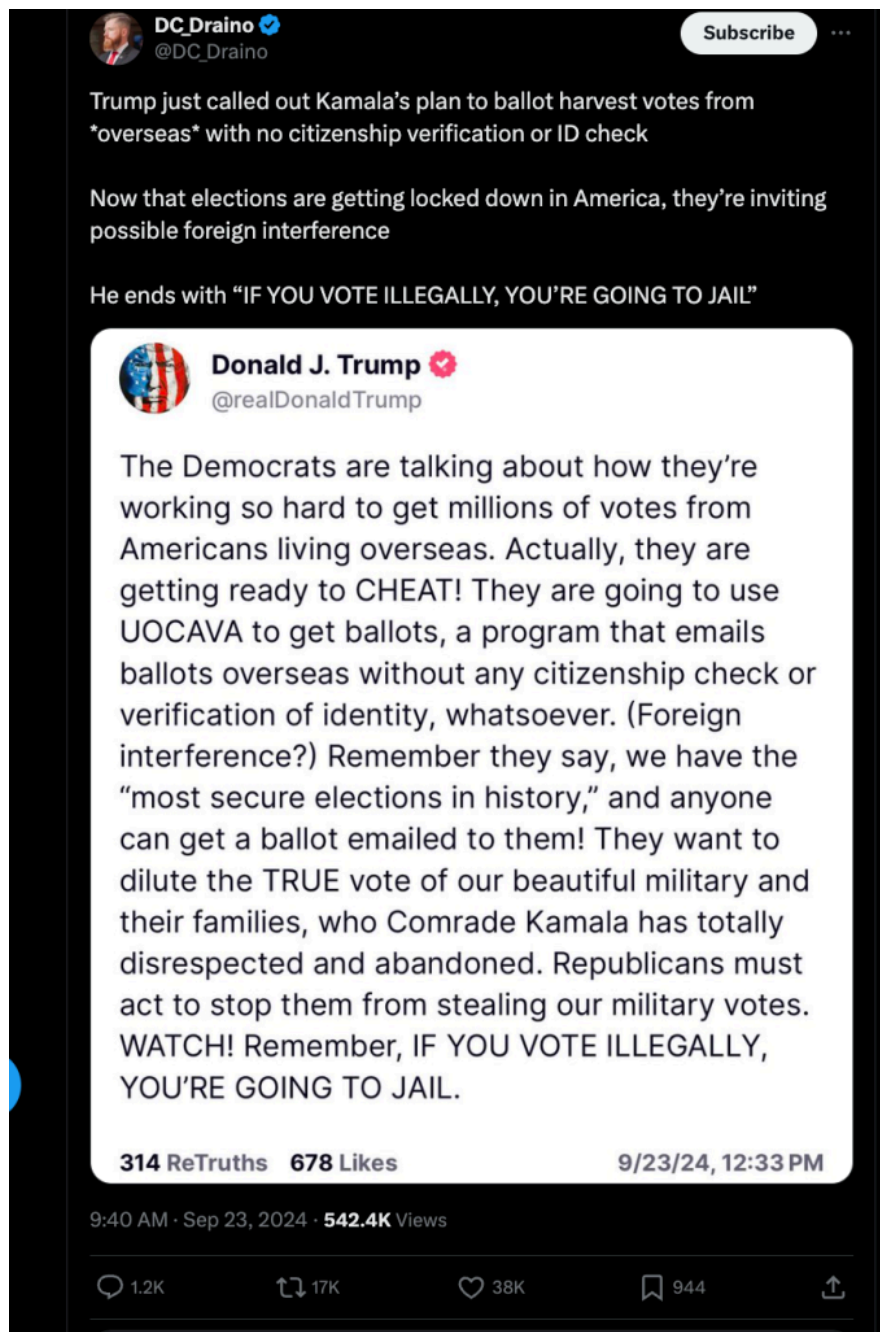 DC_Draino
Subscribe
@DC_Draino
Trump just called out Kamala’s plan to ballot harvest votes from
*overseas* with no citizenship verification or ID check
Now that elections are getting locked down in America, they’re inviting
possible foreign interference
He ends with “IF YOU VOTE ILLEGALLY, YOU’RE GOING TO JAIL”
Donald J. Trump
@realDonaldTrump
The Democrats are talking about how they’re
working so hard to get millions of votes from
Americans living overseas. Actually, they are
getting ready to CHEAT! They are going to use
UOCAVA to get ballots, a program that emails
ballots overseas without any citizenship check or
verification of identity, whatsoever. (Foreign
interference?) Remember they say, we have the
“most secure elections in history,” and anyone
can get a ballot emailed to them! They want to
dilute the TRUE vote of our beautiful military and
their families, who Comrade Kamala has totally
disrespected and abandoned. Republicans must
act to stop them from stealing our military votes.
WATCH! Remember, IF YOU VOTE ILLEGALLY,
YOU’RE GOING TO JAIL.
314 ReTruths 678 Likes 9/23/24, 12:33 PM
9:40 AM · Sep 23, 2024 · 542.4K Views
1.2K 17K 38K 944